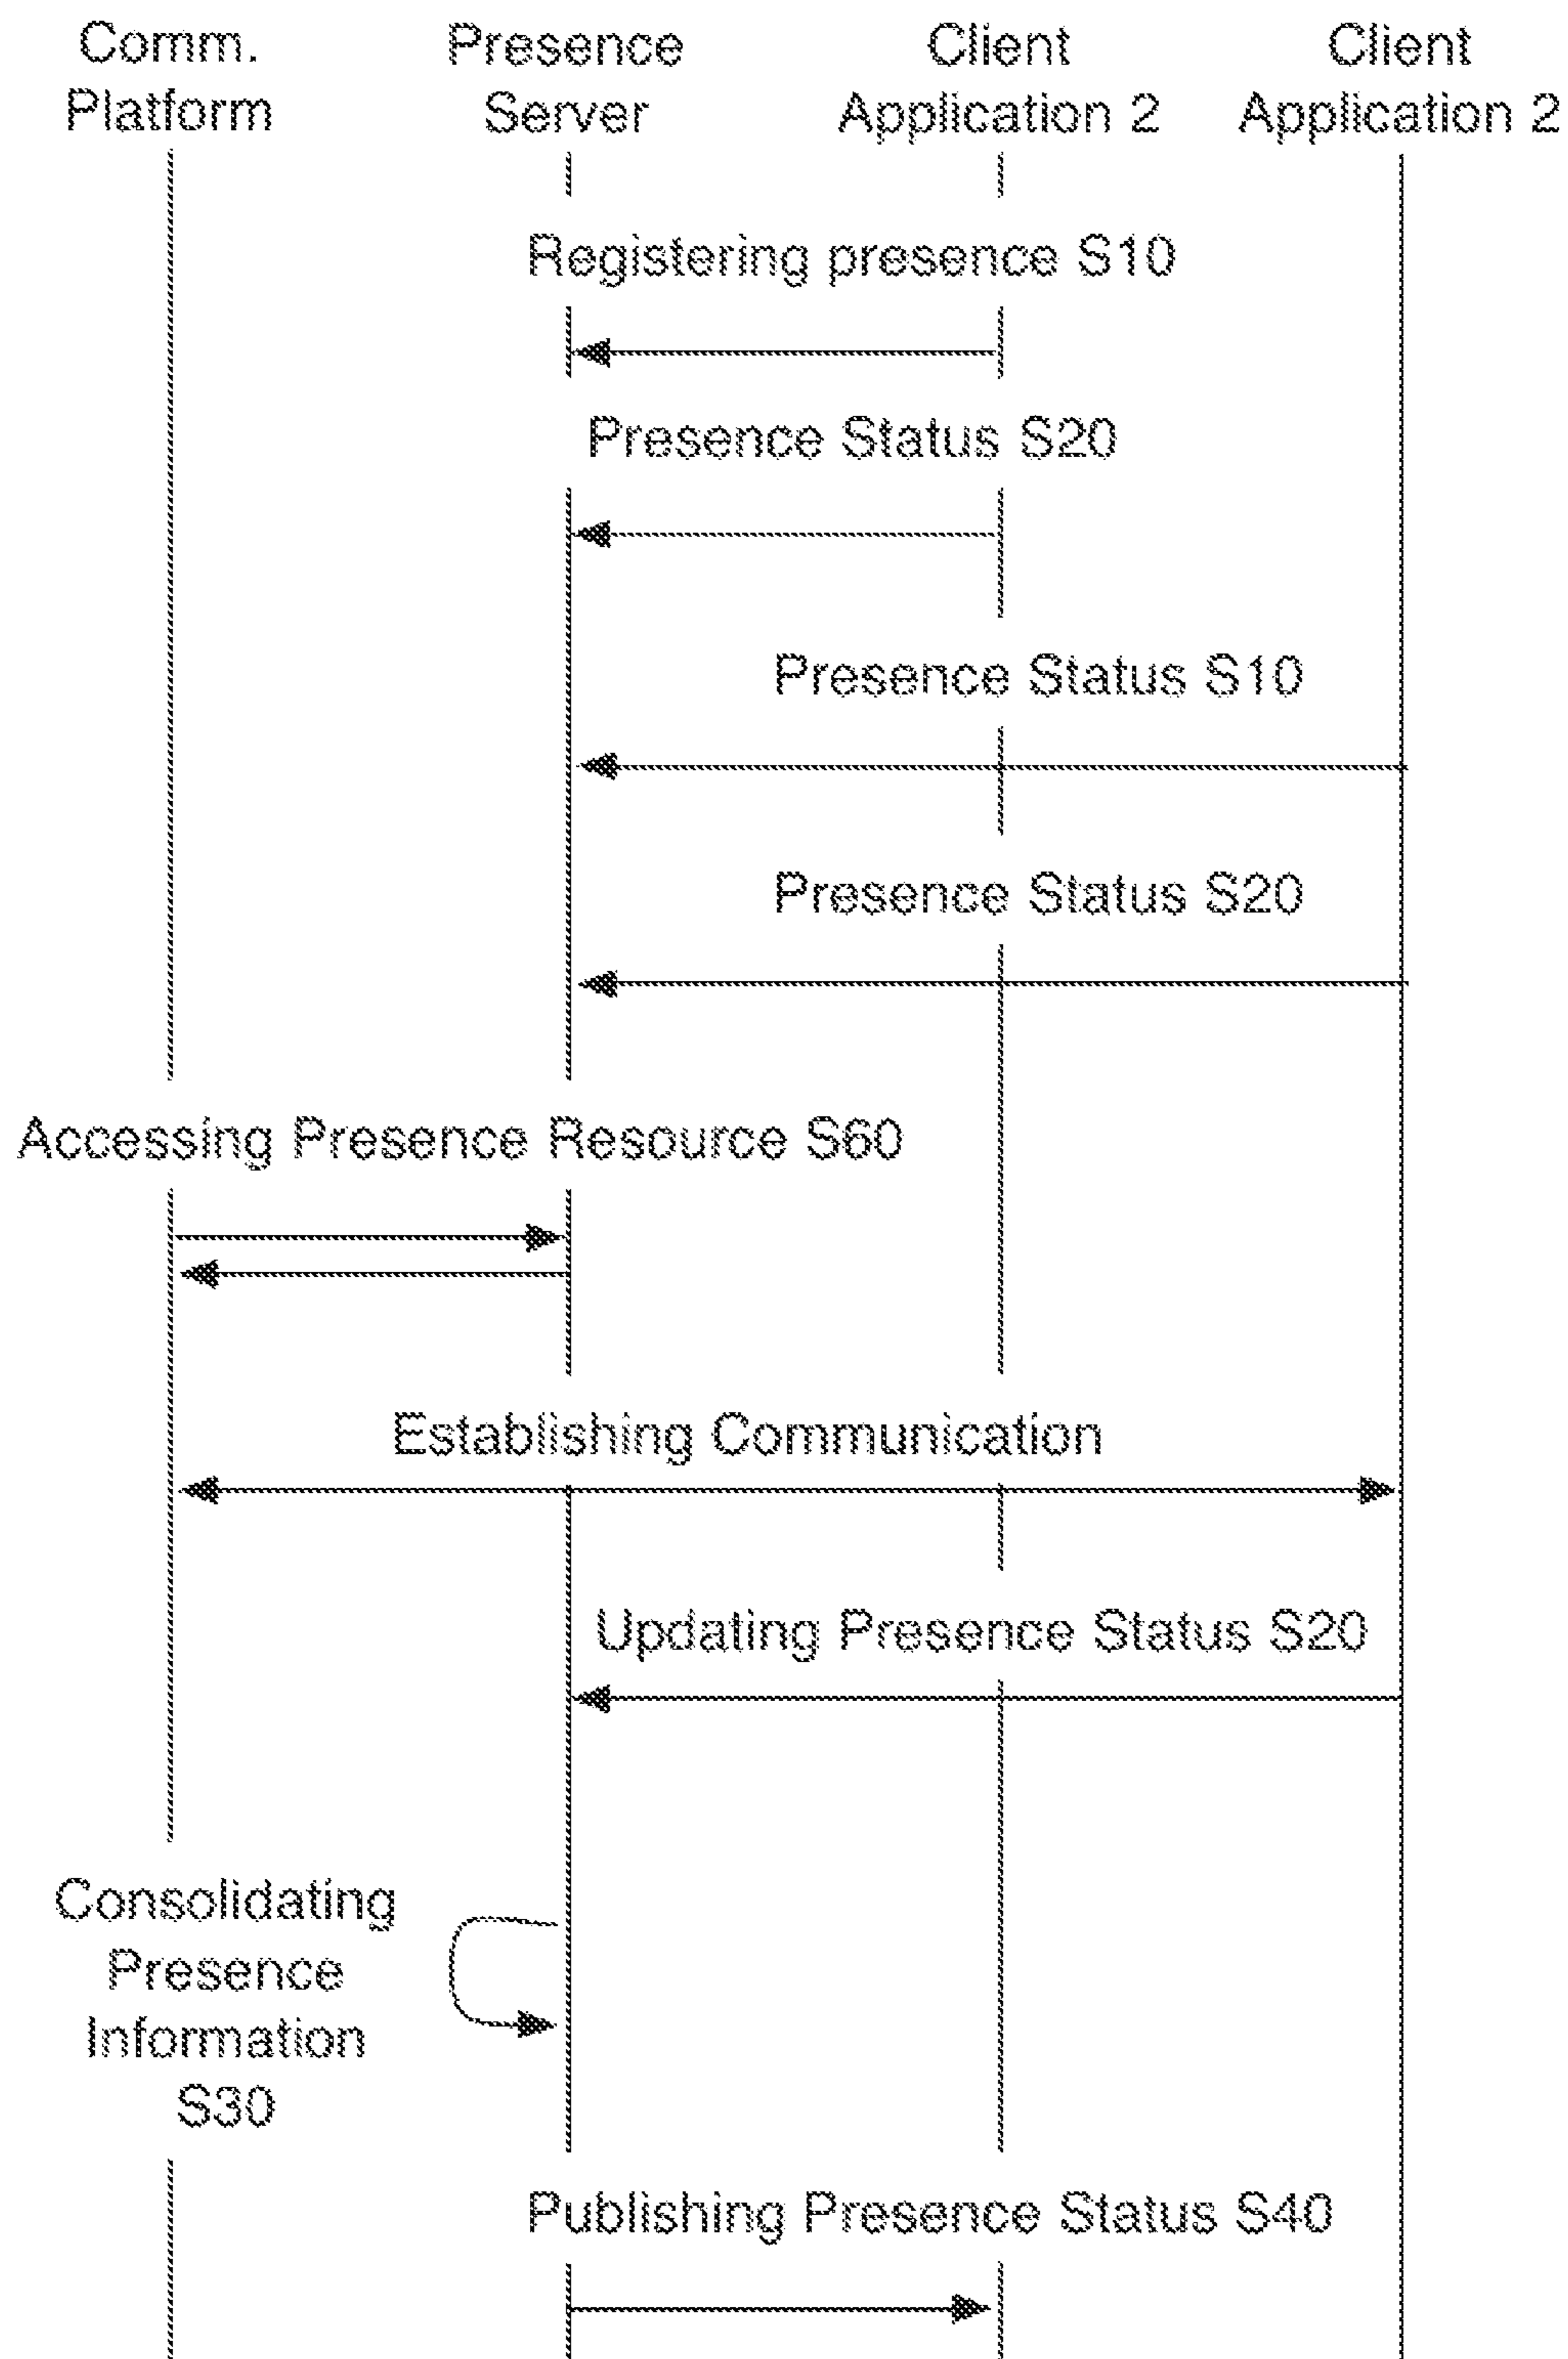 Comm.
Platform
Presence
Server
Client
Application 2
Client
Application 2
Registering presence S10
Presence Status S20
Presence Status S10
Presence Status S20
Accessing Presence Resource S60
Establishing Communication
Updating Presence Status S20
Consolidating
Presence
Information
S30
Publishing Presence Status S40